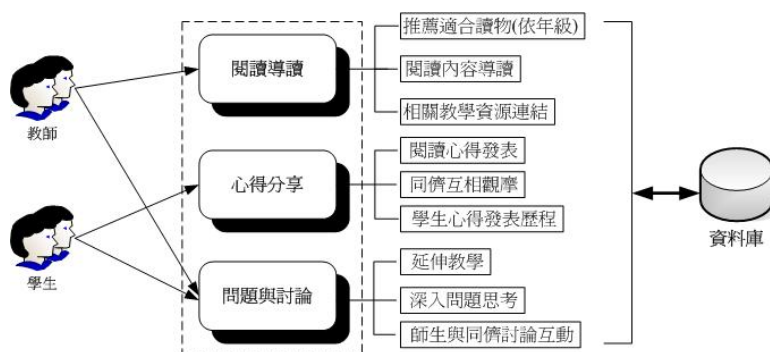 教師
學生
閱讀導讀
推薦適合讀物(依年級)
閱讀內容導讀
相關教學資源連結
心得分享
閱讀心得發表
同儕互相觀摩
學生心得發表歷程
問題與討論
延伸教學
深入問題思考
師生與同儕討論互動
資料庫